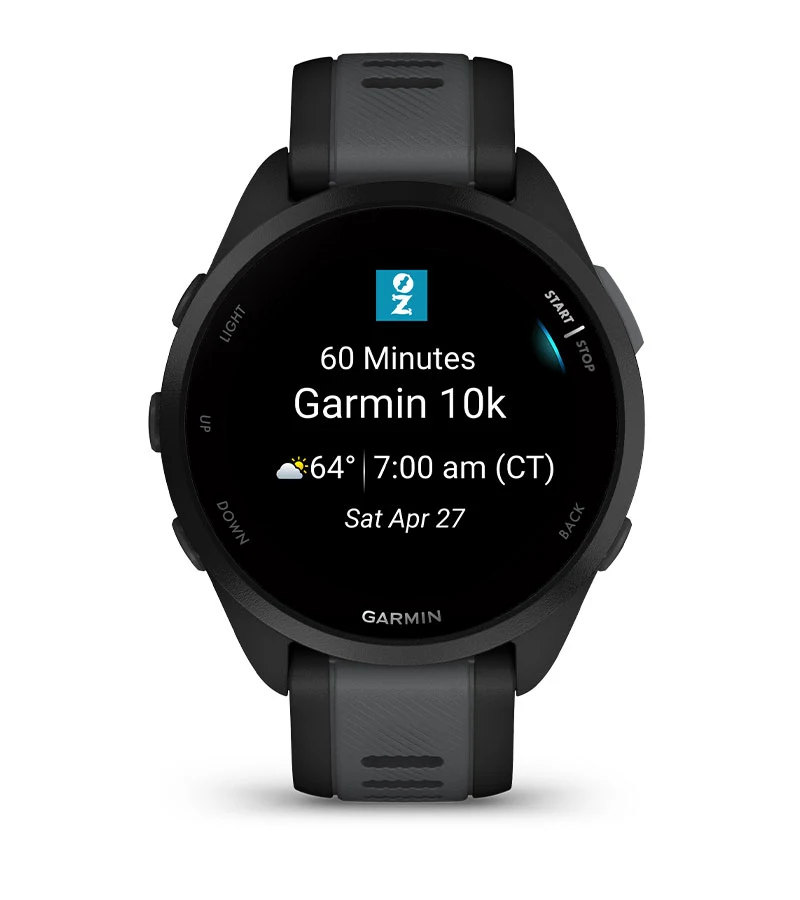 60 Minutes
Garmin 10k
64° | 7:00 am (CT)
Sat Apr 27
GARMIN
LIGHT
UP
DOWN
START
STOP
BACK